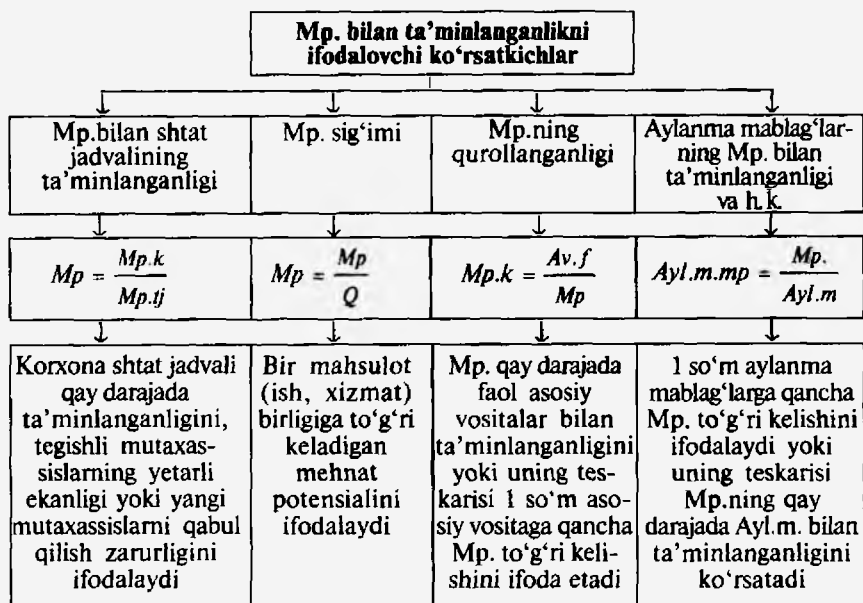 Mp. bilan ta’minlanganlikni
ifodalovchi ko‘rsatkichlar
Mp.bilan shtat
jadvalining
ta’minlanganligi
Mp. sig‘imi
Mp.ning
qurollanganligi
Aylanma mablag‘lar-
ning Mp. bilan
ta’minlanganligi
va h.k.
Mp = Mp.k / Mp.tj
Mp = Mp / Q
Mp.k = Av.f / Mp
Ayl.m.mp = Mp. / Ayl.m
Korxona shtat jadvali
qay darajada
ta’minlanganligini,
tegishli mutaxas-
sislarning yetarli
ekanligi yoki yangi
mutaxassislarni qabul
qilish zarurligini
ifodalaydi
Bir mahsulot
(ish, xizmat)
birligiga to‘g‘ri
keladigan
mehnat
potensialini
ifodalaydi
Mp. qay darajada
faol asosiy
vositalar bilan
ta’minlanganligini
yoki uning tes-
karisi 1 so‘m aso-
siy vositaga qancha
Mp. to‘g‘ri keli-
shini ifoda etadi
1 so‘m aylanma
mablag‘larga qancha
Mp. to‘g‘ri kelishini
ifodalaydi yoki
uning teskarisi
Mp.ning qay
darajada Ayl.m. bilan
ta’minlanganligini
ko‘rsatadi